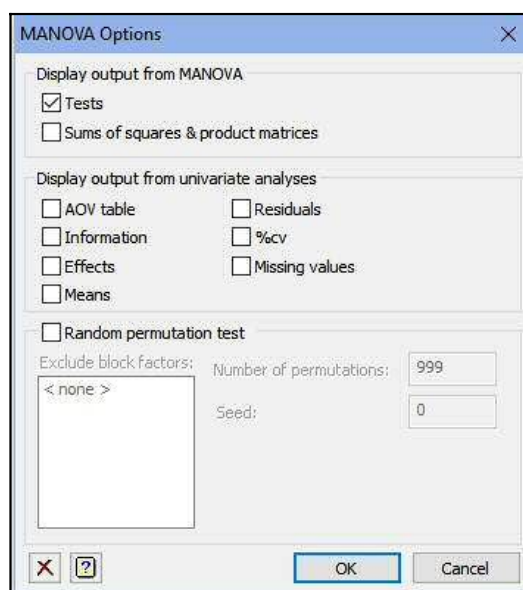 MANOVA Options
Display output from MANOVA
Tests
Sums of squares & product matrices
Display output from univariate analyses
AOV table
Residuals
Information
%cv
Effects
Missing values
Means
Random permutation test
Exclude block factors:
< none >
Number of permutations:
999
Seed:
0
?
OK
Cancel